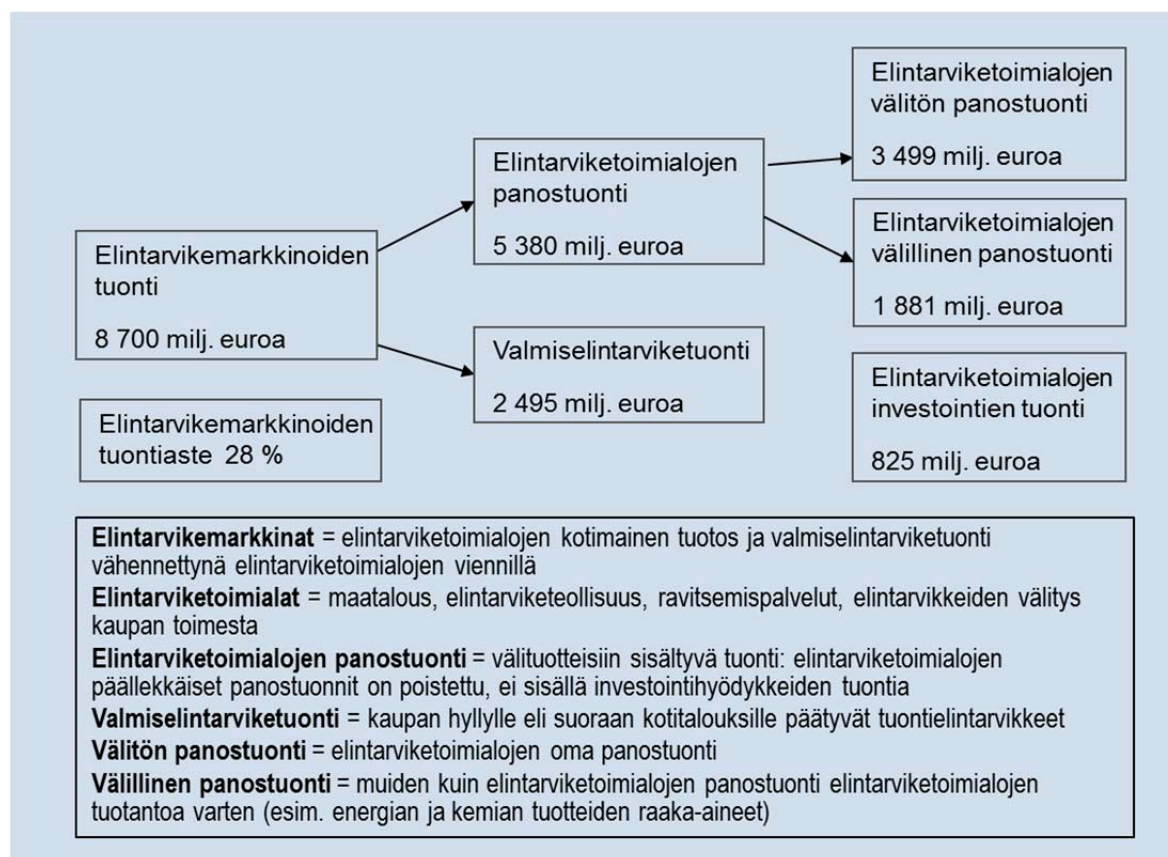 Elintarvikemarkkinoiden
tuonti
8 700 milj. euroa
Elintarvikemarkkinoiden
tuontiaste 28 %
Elintarviketoimialojen
panostuonti
5 380 milj. euroa
Valmiselintarviketuonti
2 495 milj. euroa
Elintarviketoimialojen
välitön panostuonti
3 499 milj. euroa
Elintarviketoimialojen
välillinen panostuonti
1 881 milj. euroa
Elintarviketoimialojen
investointien tuonti
825 milj. euroa
Elintarvikemarkkinat = elintarviketoimialojen kotimainen tuotos ja valmiselintarviketuonti
vähennettynä elintarviketoimialojen viennillä
Elintarviketoimialat = maatalous, elintarviketeollisuus, ravitsemispalvelut, elintarvikkeiden välitys
kaupan toimesta
Elintarviketoimialojen panostuonti = välituotteisiin sisältyvä tuonti: elintarviketoimialojen
päällekkäiset panostuonnit on poistettu, ei sisällä investointihyödykkeiden tuontia
Valmiselintarviketuonti = kaupan hyllylle eli suoraan kotitalouksille päätyvät tuontielintarvikkeet
Välitön panostuonti = elintarviketoimialojen oma panostuonti
Välillinen panostuonti = muiden kuin elintarviketoimialojen panostuonti elintarviketoimialojen
tuotantoa varten (esim. energian ja kemian tuotteiden raaka-aineet)